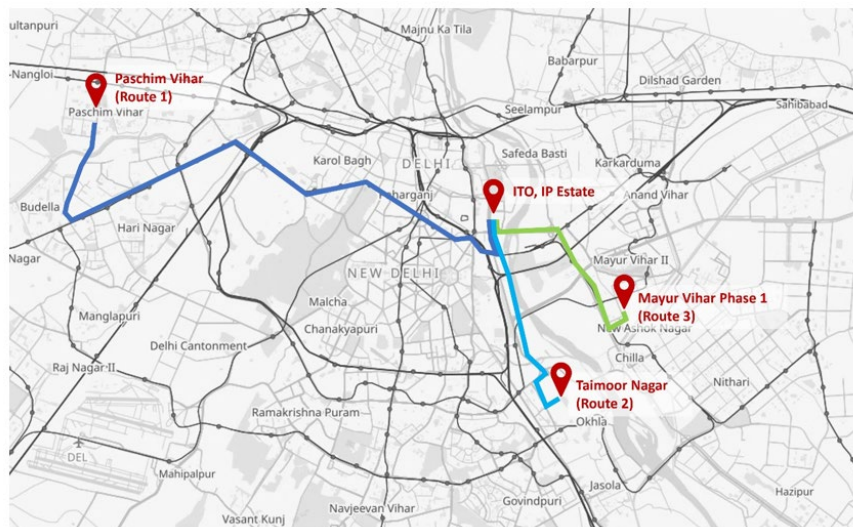 sultanpuri
Majnu Ka Tila
Babarpur
-Nangloi
Paschim Vihar
(Route 1)
Dilshad Garden
Seelampur
Sahibabad
Paschim Vihar
Karol Bagh
DELHI
Safeda Basti
Karkarduma
ITO, IP Estate
Anand Vihar
Budella
Hari Nagar
Nagar
NEW DELHI
Mayur Vihar II
Malcha
Mayur Vihar Phase 1
(Route 3)
Manglapuri
Chanakyapuri
New Ashok Nagar
Delhi Cantonment
Chilla
Raj Nagar II
Taimoor Nagar
(Route 2)
Nithari
Ramakrishna Puram
Okhla
DEL
Mahipalpur
Jasola
Govindpuri
Hazipur
Vasant Kunj
Navjeevan Vihar